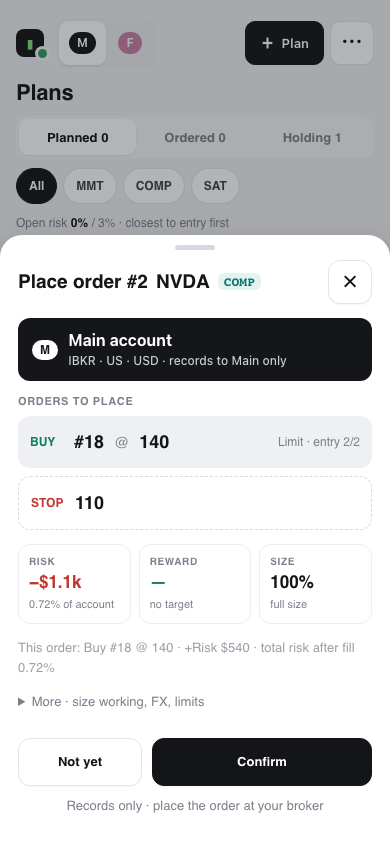 M
F
+ Plan
...
Plans
Planned 0
Ordered 0
Holding 1
All
MMT
COMP
SAT
Open risk 0% / 3% · closest to entry first
Place order #2 NVDA COMP
M
Main account
IBKR · US · USD · records to Main only
ORDERS TO PLACE
BUY #18 @ 140 Limit · entry 2/2
STOP 110
RISK
−$1.1k
0.72% of account
REWARD
—
no target
SIZE
100%
full size
This order: Buy #18 @ 140 · +Risk $540 · total risk after fill
0.72%
More · size working, FX, limits
Not yet
Confirm
Records only · place the order at your broker